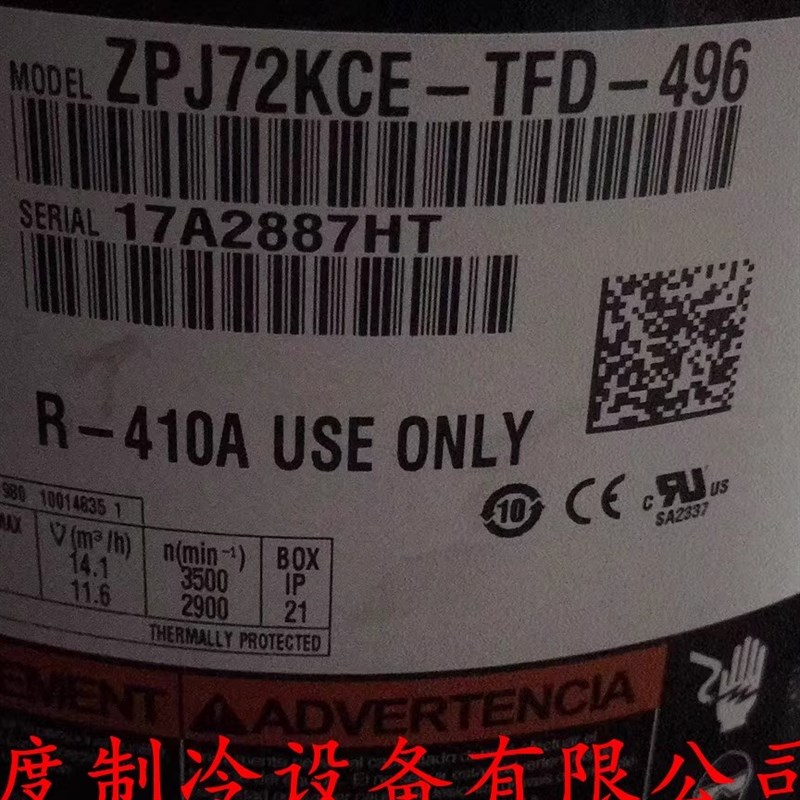 MODEL ZPJ72KCE-TFD-496
SERIAL 17A2887HT
R-410A USE ONLY
10
CE
c RU US
SA2337
980 10014835 1
MAX V̇(m³/h) n(min⁻¹) BOX
14.1 3500 IP
11.6 2900 21
THERMALLY PROTECTED
EMENT ADVERTENCIA
度制冷设备有限公司